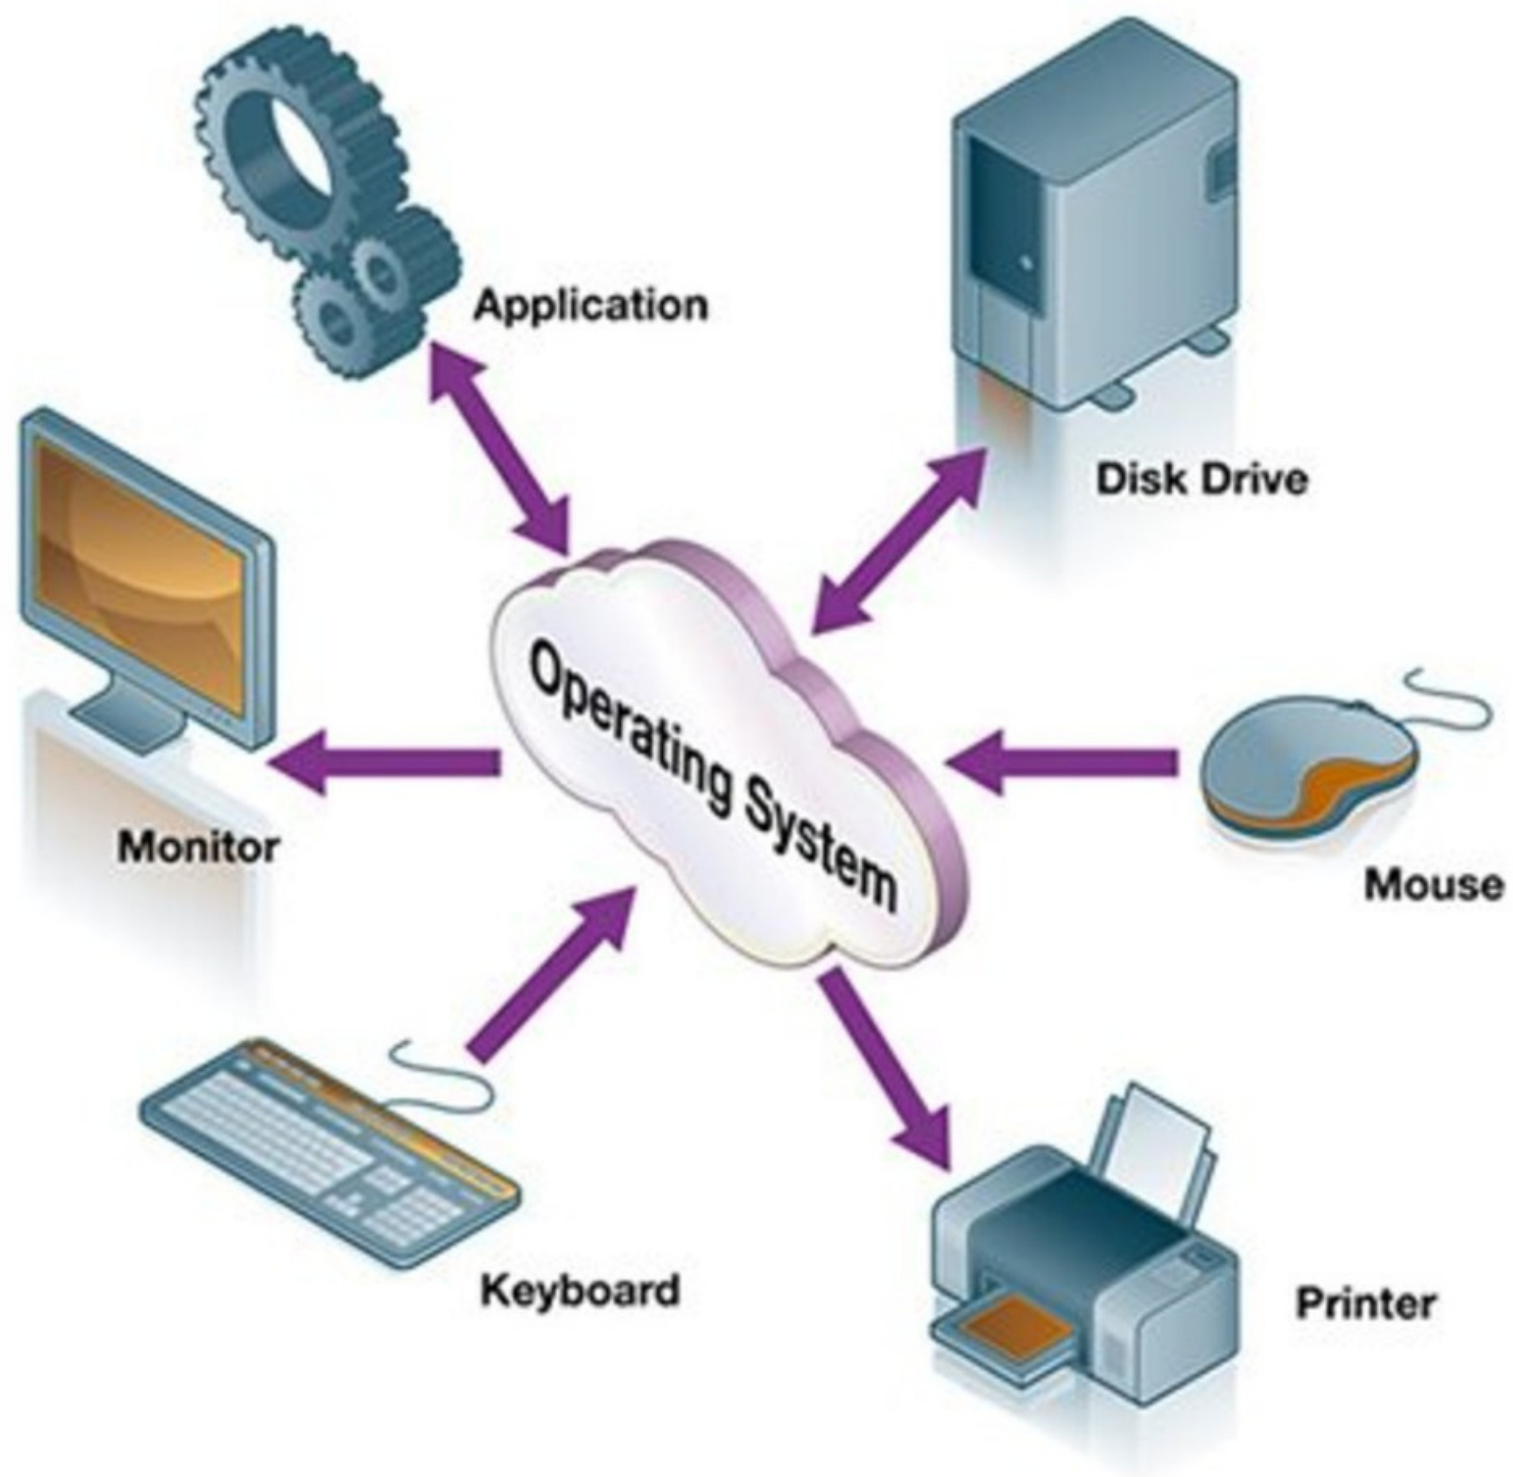 Application
Disk Drive
Operating System
Monitor
Mouse
Keyboard
Printer